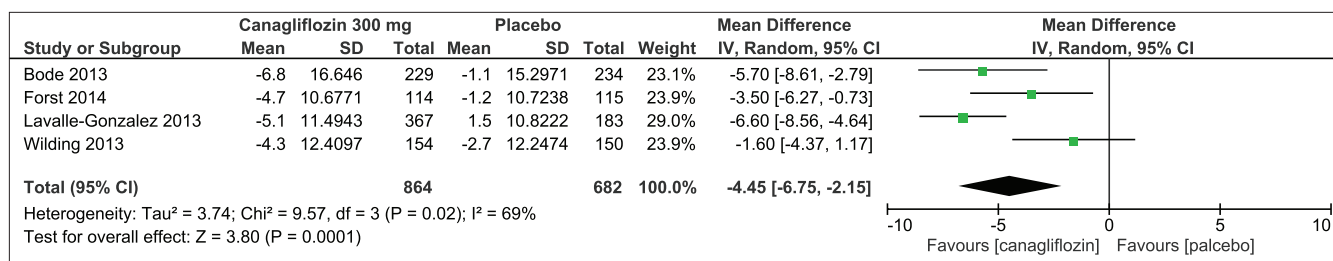 Canagliflozin 300 mg Placebo Mean Difference Mean Difference
Study or Subgroup Mean SD Total Mean SD Total Weight IV, Random, 95% CI IV, Random, 95% CI
Bode 2013 -6.8 16.646 229 -1.1 15.2971 234 23.1% -5.70 [-8.61, -2.79]
Forst 2014 -4.7 10.6771 114 -1.2 10.7238 115 23.9% -3.50 [-6.27, -0.73]
Lavalle-Gonzalez 2013 -5.1 11.4943 367 1.5 10.8222 183 29.0% -6.60 [-8.56, -4.64]
Wilding 2013 -4.3 12.4097 154 -2.7 12.2474 150 23.9% -1.60 [-4.37, 1.17]
Total (95% CI) 864 682 100.0% -4.45 [-6.75, -2.15]
Heterogeneity: Tau² = 3.74; Chi² = 9.57, df = 3 (P = 0.02); I² = 69%
Test for overall effect: Z = 3.80 (P = 0.0001)
-10 -5 0 5 10
Favours [canagliflozin] Favours [palcebo]